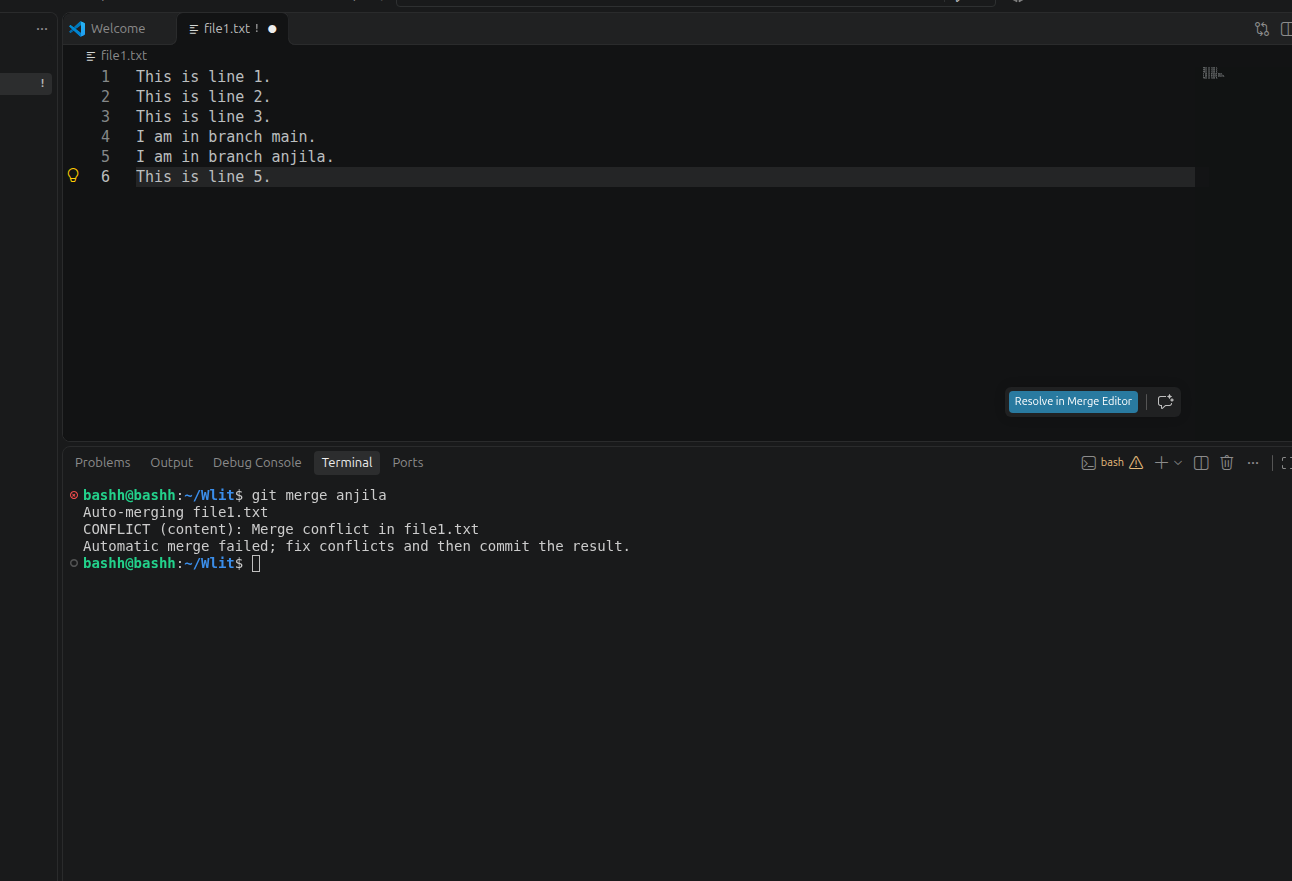 Welcome
file1.txt !
file1.txt
!
1 This is line 1.
2 This is line 2.
3 This is line 3.
4 I am in branch main.
5 I am in branch anjila.
6 This is line 5.
Resolve in Merge Editor
Problems Output Debug Console Terminal Ports
bash
bashh@bashh:~/Wlit$ git merge anjila
Auto-merging file1.txt
CONFLICT (content): Merge conflict in file1.txt
Automatic merge failed; fix conflicts and then commit the result.
bashh@bashh:~/Wlit$